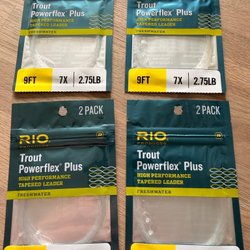 Trout
Powerflex® Plus
HIGH PERFORMANCE
TAPERED LEADER
FRESHWATER
9FT 7X 2.75LB
Trout
Powerflex® Plus
HIGH PERFORMANCE
TAPERED LEADER
FRESHWATER
9FT 7X 2.75LB
2 PACK
RIO
PRODUCTS
Trout
Powerflex® Plus
HIGH PERFORMANCE
TAPERED LEADER
FRESHWATER
2 PACK
RIO
PRODUCTS
Trout
Powerflex® Plus
HIGH PERFORMANCE
TAPERED LEADER
FRESHWATER